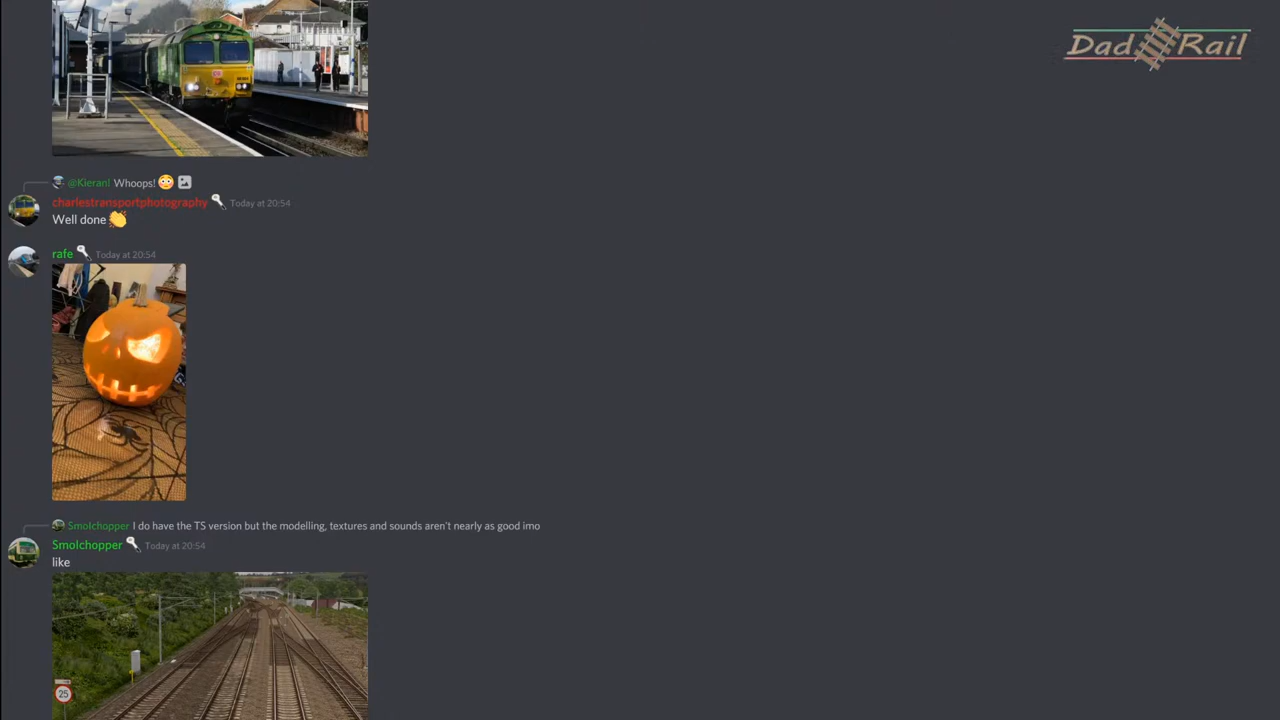 Dad Rail
@Kieran! Whoops!
charlestransportphotography Today at 20:54
Well done
rafe Today at 20:54
Smolchopper I do have the TS version but the modelling, textures and sounds aren't nearly as good imo
Smolchopper Today at 20:54
like
25